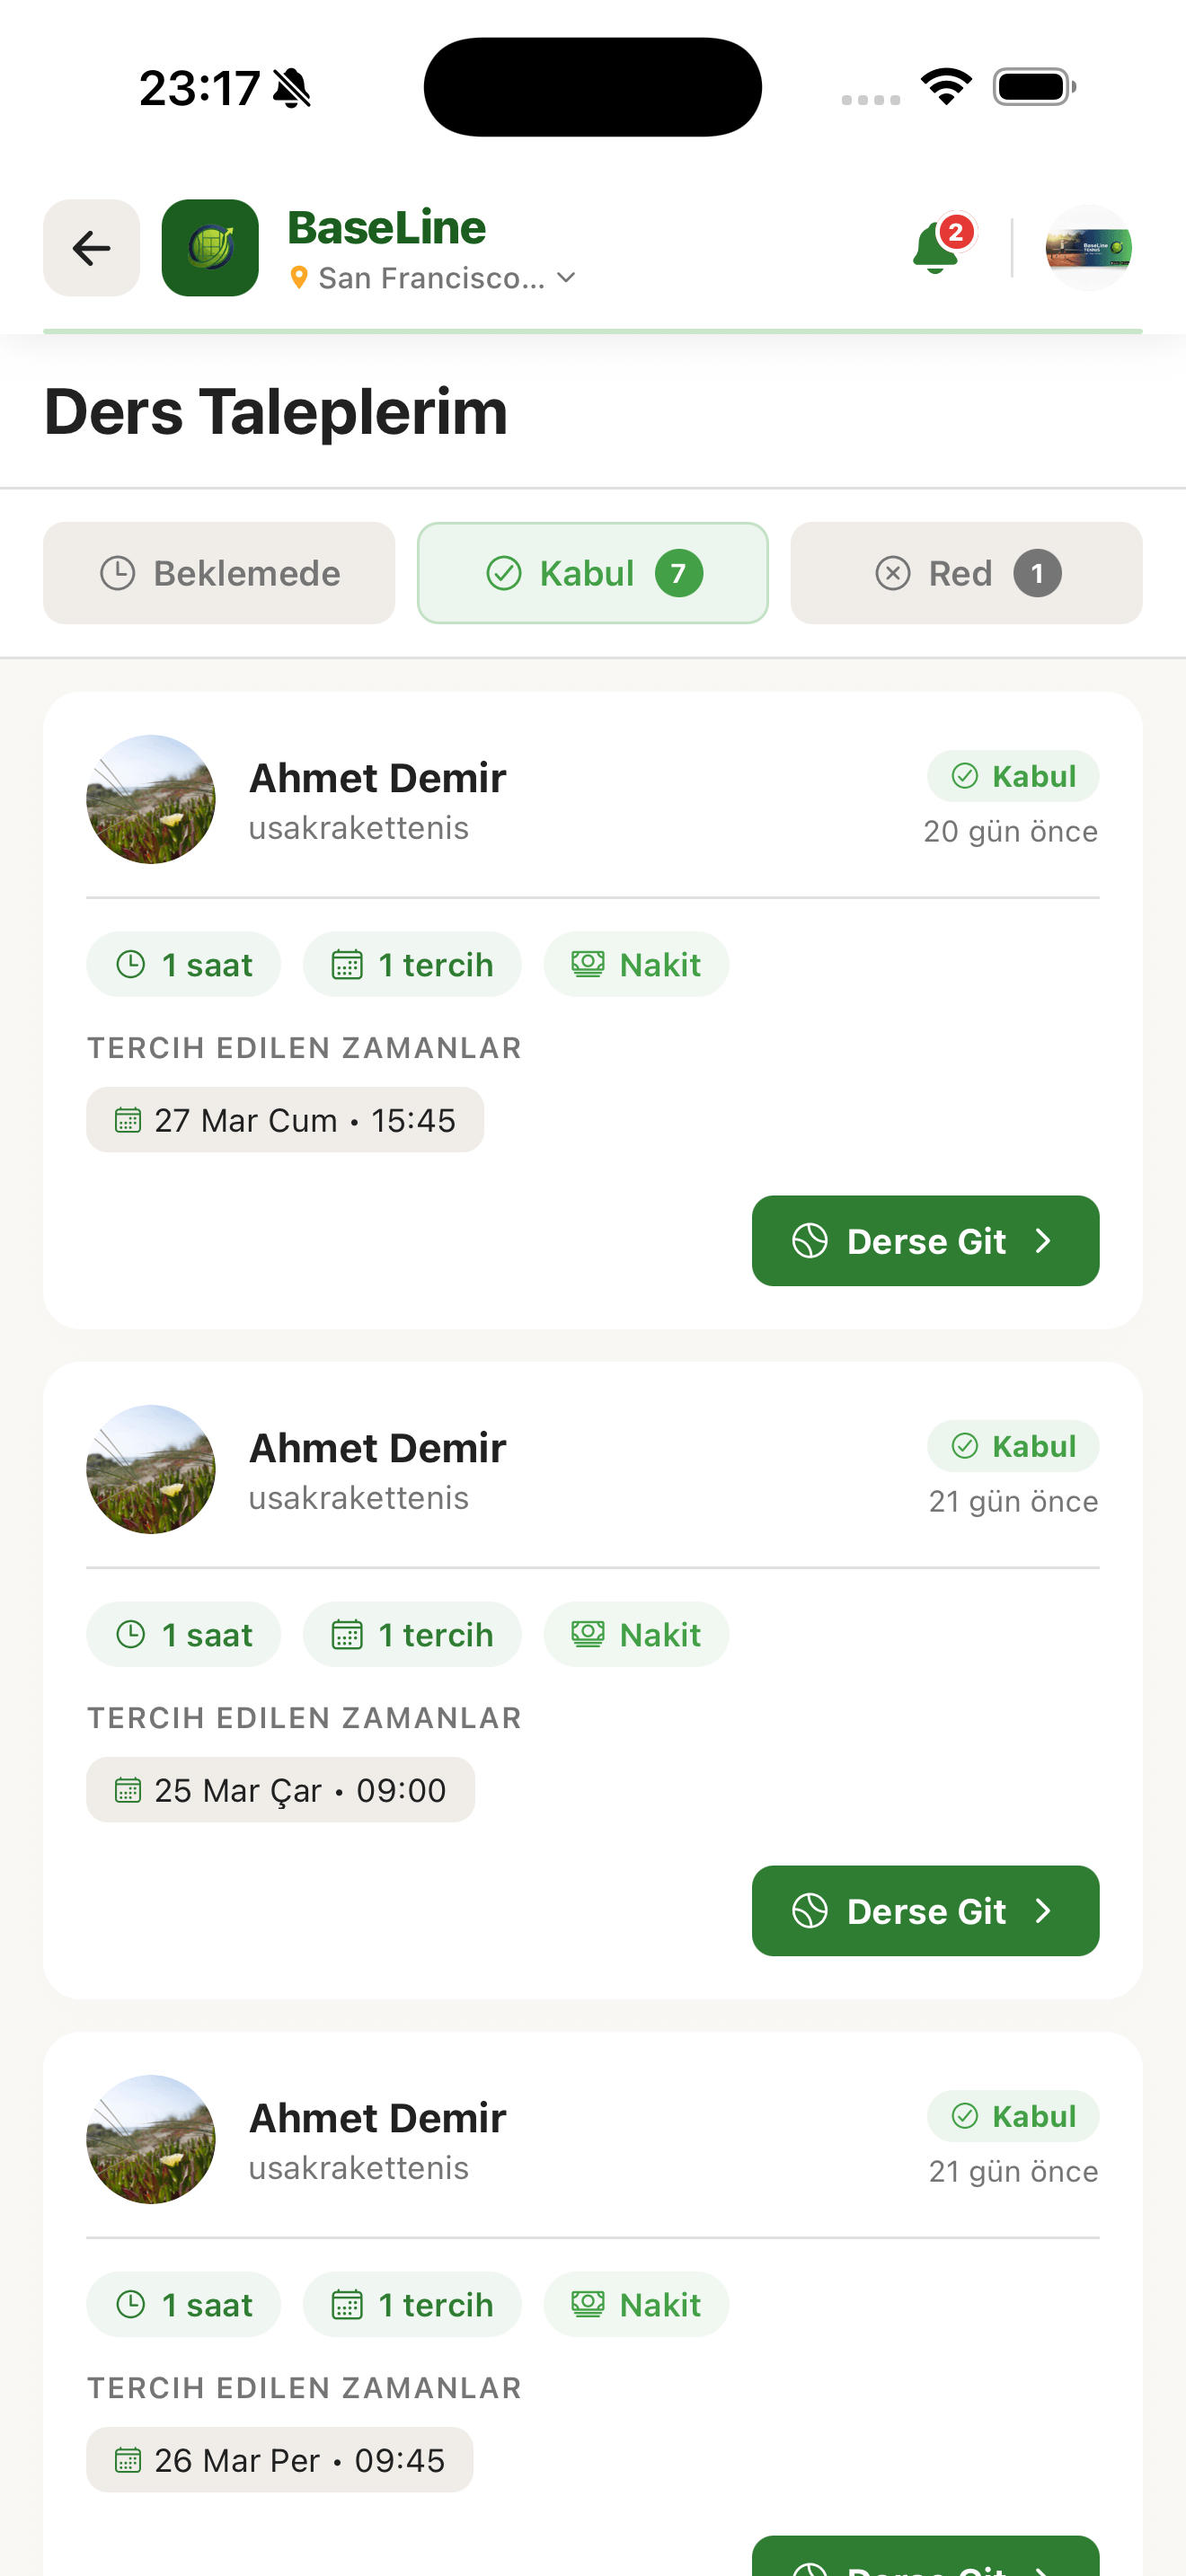 23:17
BaseLine
San Francisco...
2
Ders Taleplerim
Beklemede
Kabul 7
Red 1
Ahmet Demir
usakrakettenis
Kabul
20 gün önce
1 saat
1 tercih
Nakit
TERCIH EDILEN ZAMANLAR
27 Mar Cum • 15:45
Derse Git
Ahmet Demir
usakrakettenis
Kabul
21 gün önce
1 saat
1 tercih
Nakit
TERCIH EDILEN ZAMANLAR
25 Mar Çar • 09:00
Derse Git
Ahmet Demir
usakrakettenis
Kabul
21 gün önce
1 saat
1 tercih
Nakit
TERCIH EDILEN ZAMANLAR
26 Mar Per • 09:45
Derse Git